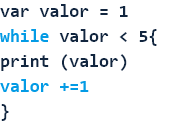 var valor = 1
while valor < 5{
print (valor)
valor +=1
}